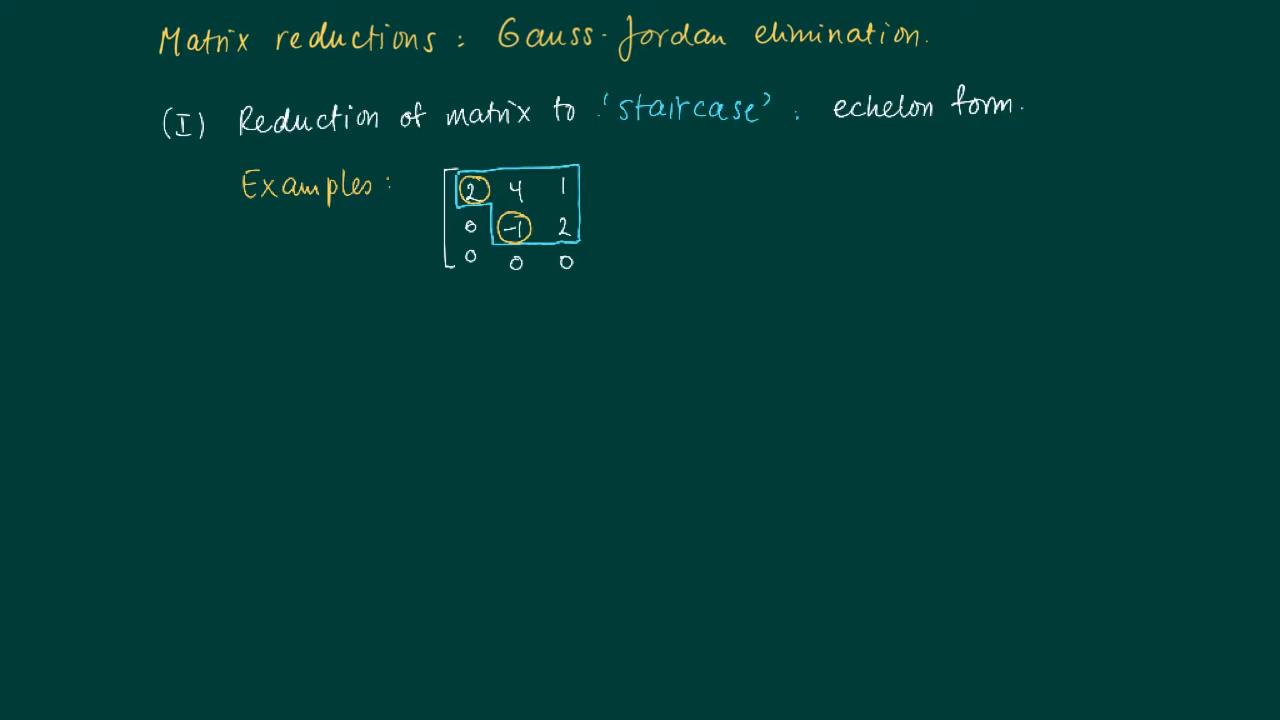 Matrix reductions : Gauss-Jordan elimination.
(I) Reduction of matrix to 'staircase' : echelon form.
Examples :
2 4 1
0 -1 2
0 0 0